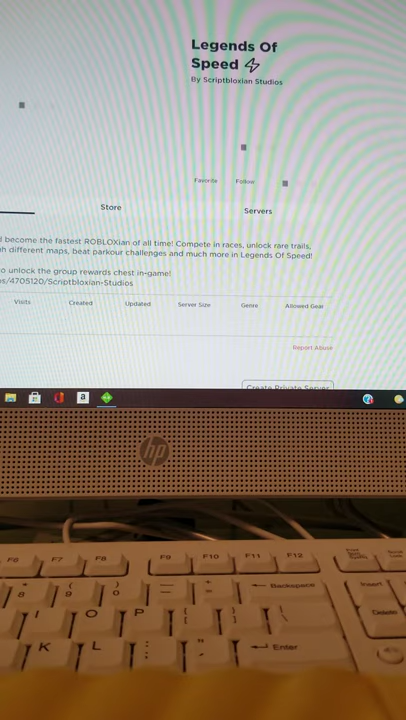 Legends Of
Speed
By Scriptbloxian Studios
Favorite Follow
Store Servers
become the fastest ROBLOXian of all time! Compete in races, unlock rare trails,
different maps, beat parkour challenges and much more in Legends Of Speed!
o unlock the group rewards chest in-game!
s/4705120/Scriptbloxian-Studios
Visits Created Updated Server Size Genre Allowed Gear
Report Abuse
Create Private Server
a
hp
F6 F7 F8 F9 F10 F11 F12
* 8 ( 9 ) 0 — + = ← Backspace Insert
I O P { [ } ] | \ Delete
K L : ; " ' ↵ Enter